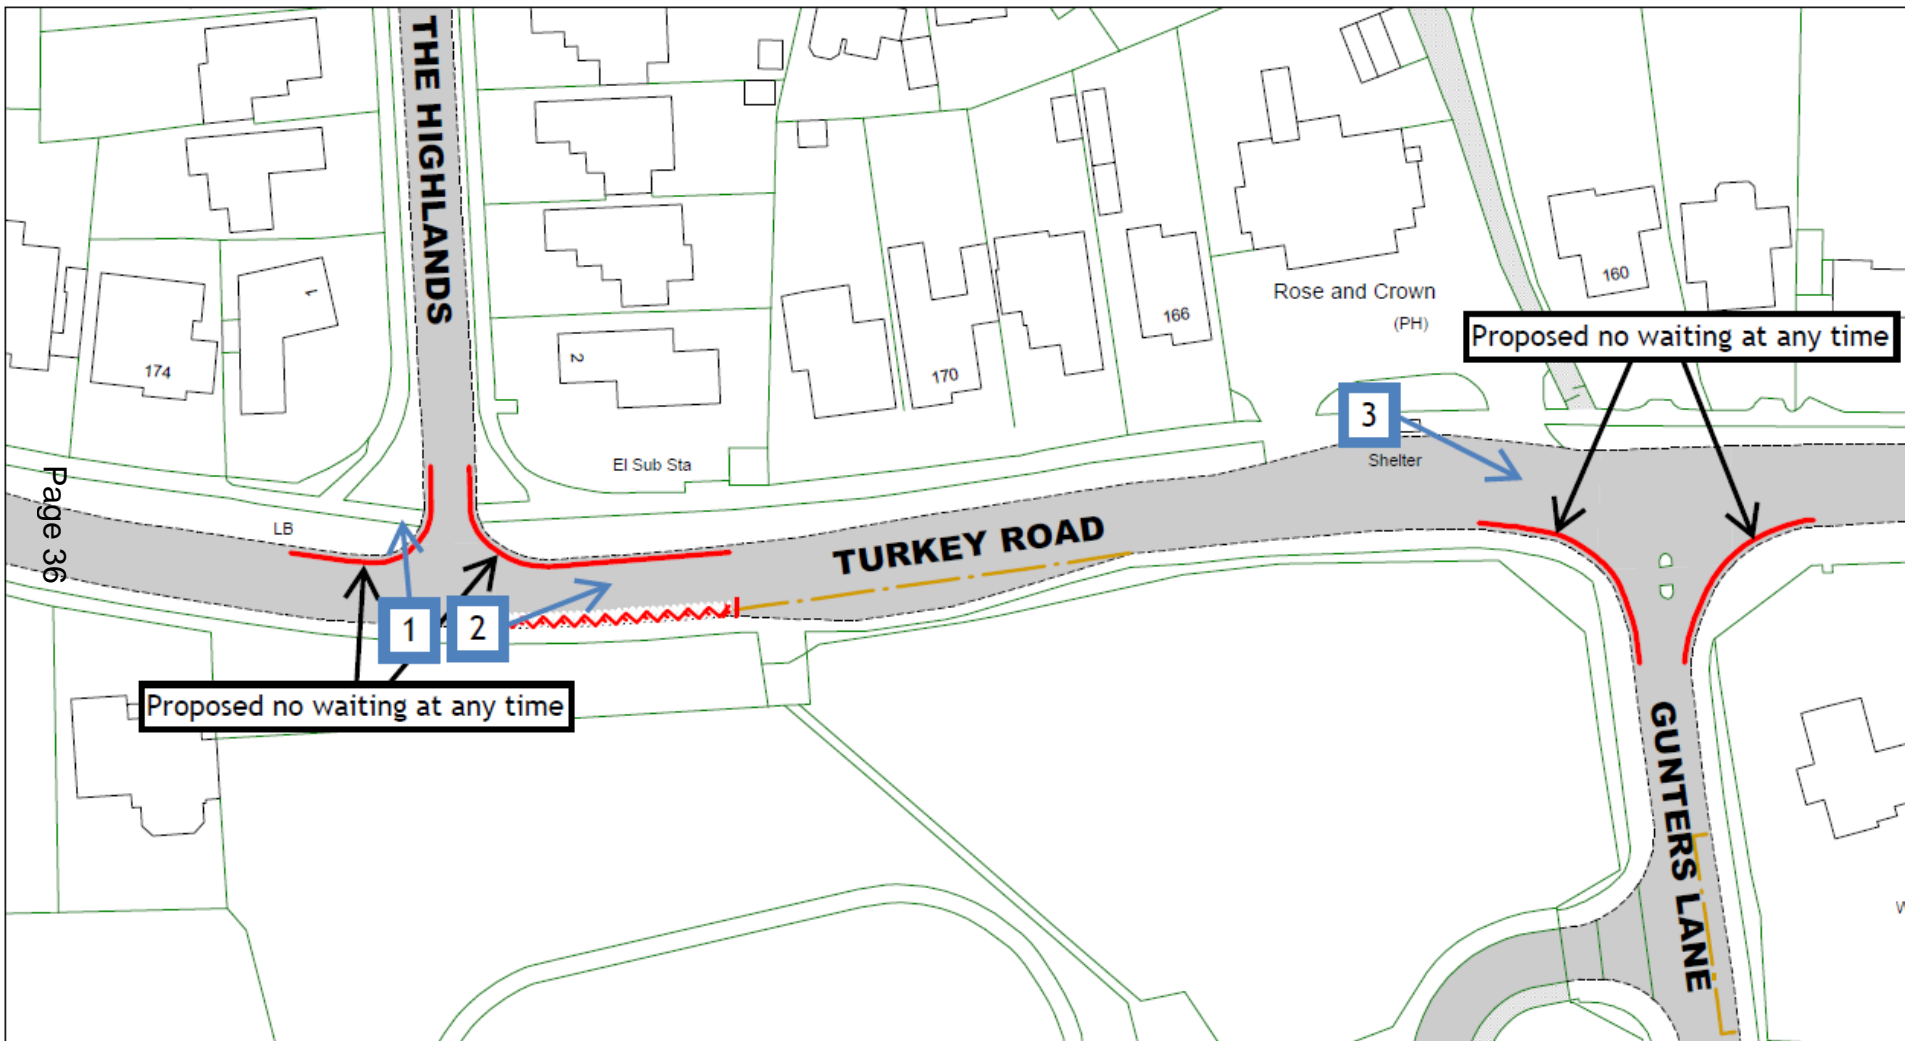 THE HIGHLANDS
160
Rose and Crown
(PH)
166
Proposed no waiting at any time
1
2
174
170
3
Shelter
El Sub Sta
Page 36
LB
TURKEY ROAD
1
2
Proposed no waiting at any time
GUNTERS LANE
W